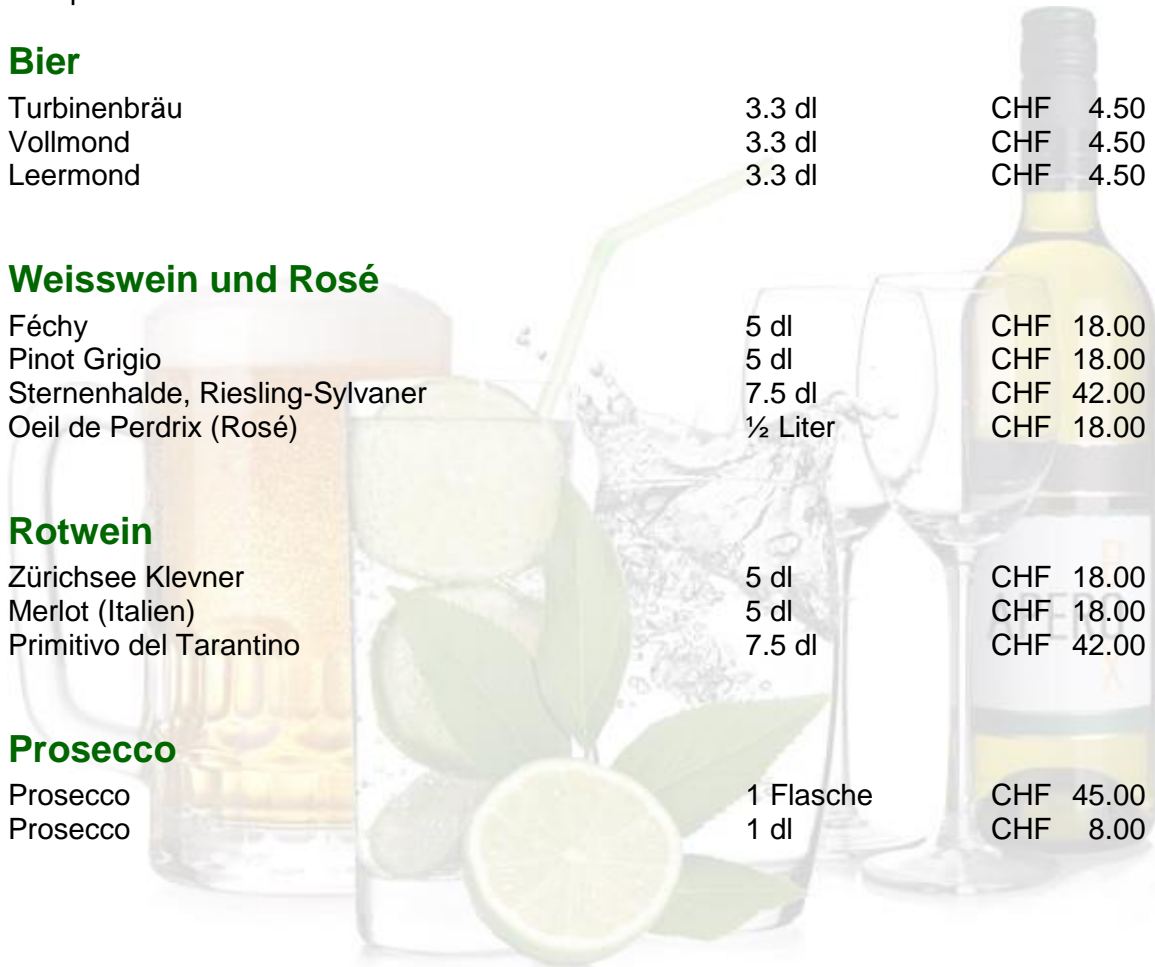 Bier
Turbinenbräu 3.3 dl CHF 4.50
Vollmond 3.3 dl CHF 4.50
Leermond 3.3 dl CHF 4.50
Weisswein und Rosé
Féchy 5 dl CHF 18.00
Pinot Grigio 5 dl CHF 18.00
Sternenhalde, Riesling-Sylvaner 7.5 dl CHF 42.00
Oeil de Perdrix (Rosé) ½ Liter CHF 18.00
Rotwein
Zürichsee Klevner 5 dl CHF 18.00
Merlot (Italien) 5 dl CHF 18.00
Primitivo del Tarantino 7.5 dl CHF 42.00
APERO
Prosecco
Prosecco 1 Flasche CHF 45.00
Prosecco 1 dl CHF 8.00